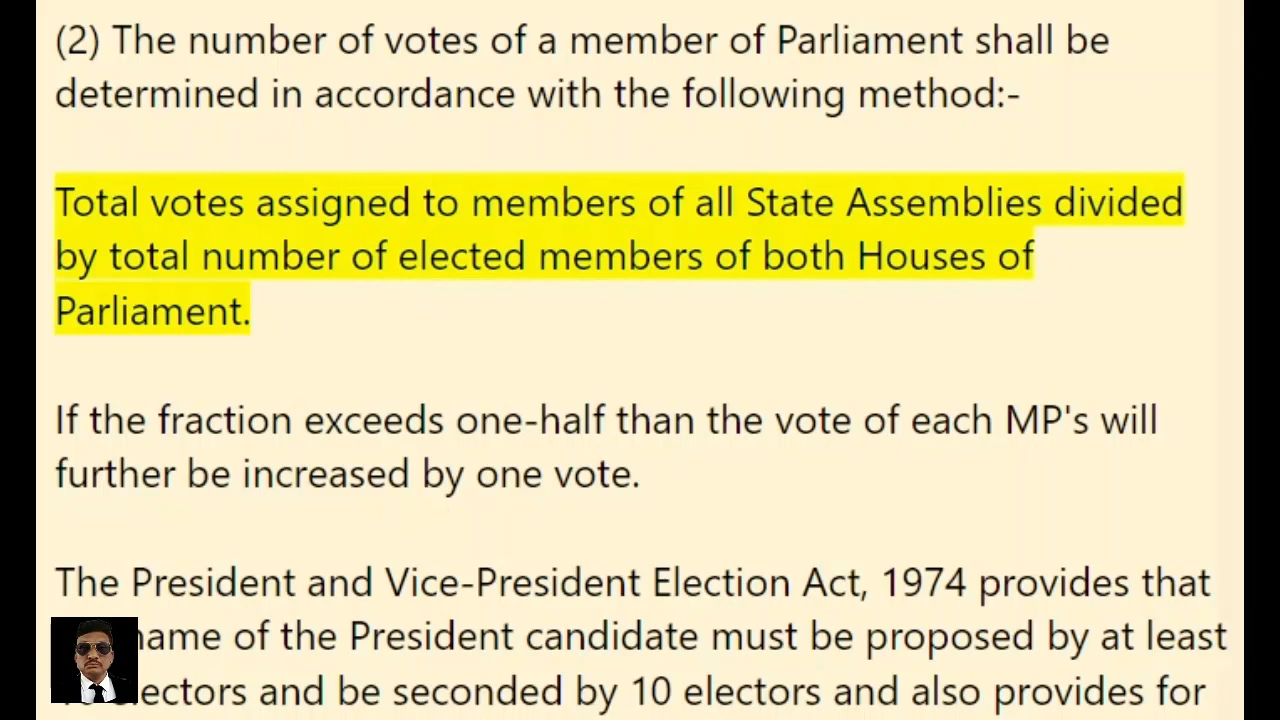 (2) The number of votes of a member of Parliament shall be
determined in accordance with the following method:-
Total votes assigned to members of all State Assemblies divided
by total number of elected members of both Houses of
Parliament.
If the fraction exceeds one-half than the vote of each MP's will
further be increased by one vote.
The President and Vice-President Election Act, 1974 provides that
name of the President candidate must be proposed by at least
and be seconded by 10 electors and also provides for